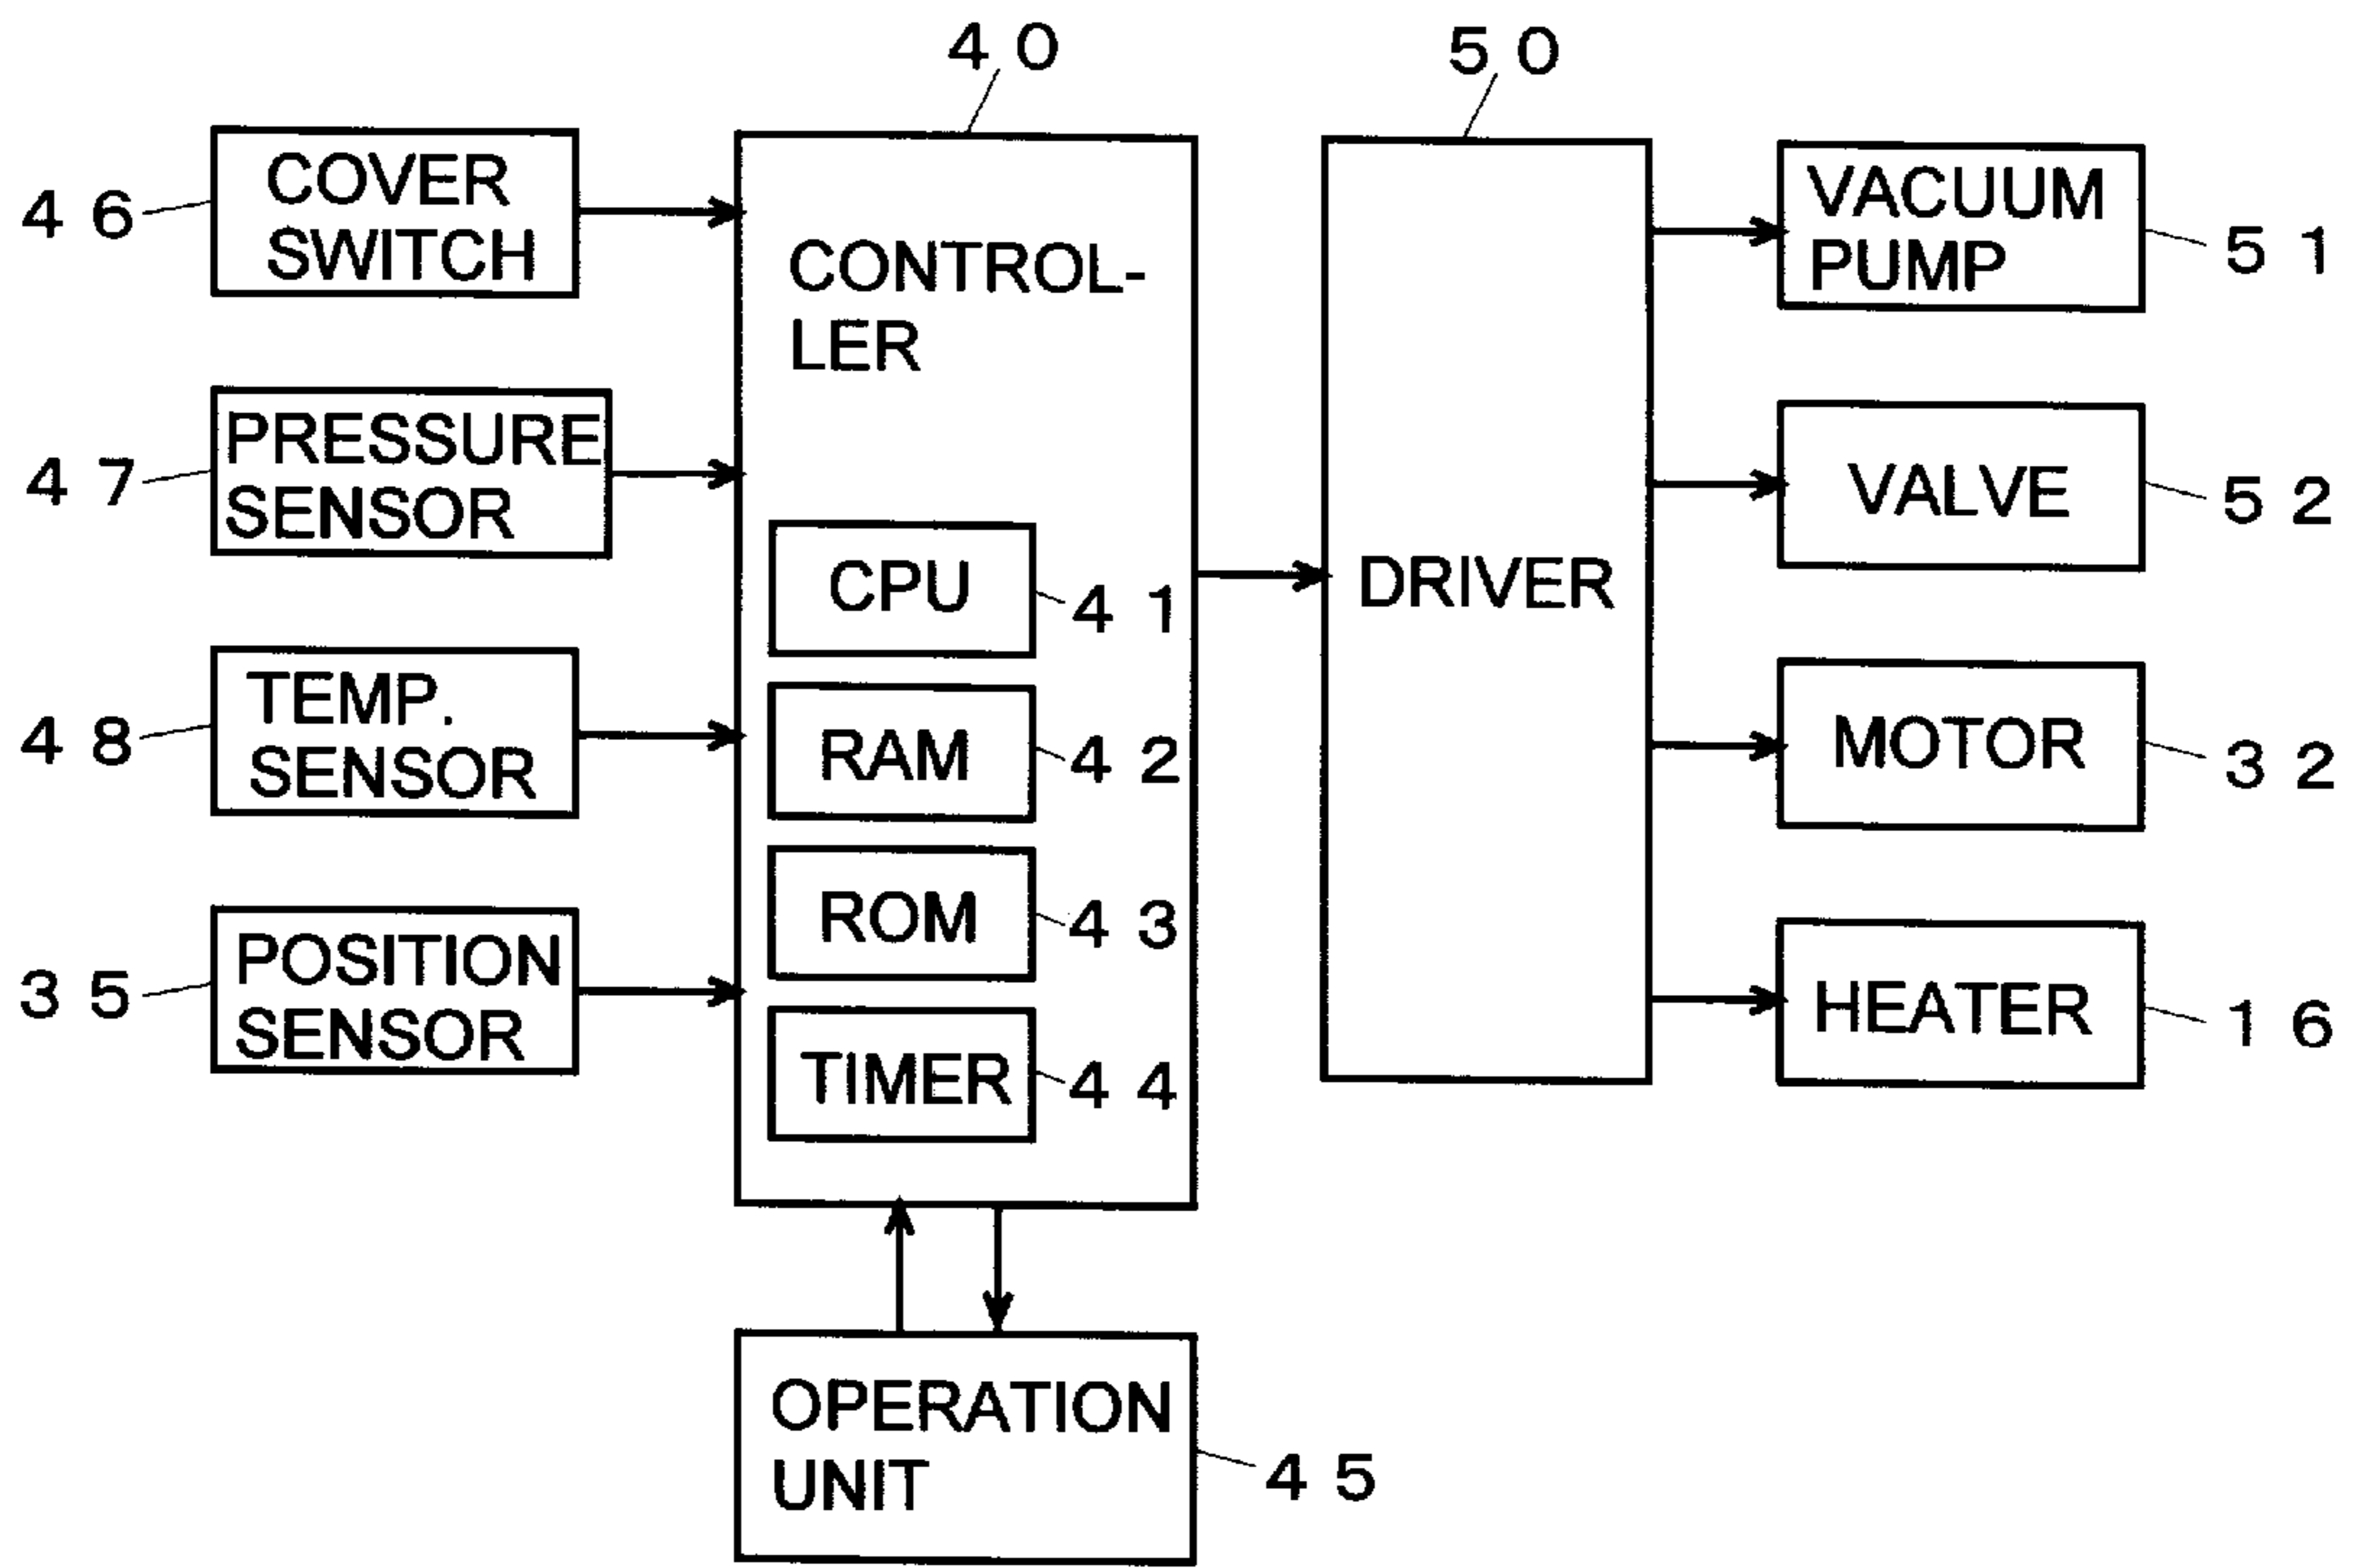 40
50
46
COVER
SWITCH
47
PRESSURE
SENSOR
48
TEMP.
SENSOR
35
POSITION
SENSOR
CONTROL-
LER
CPU
41
RAM
42
ROM
43
TIMER
44
DRIVER
VACUUM
PUMP
51
VALVE
52
MOTOR
32
HEATER
16
OPERATION
UNIT
45